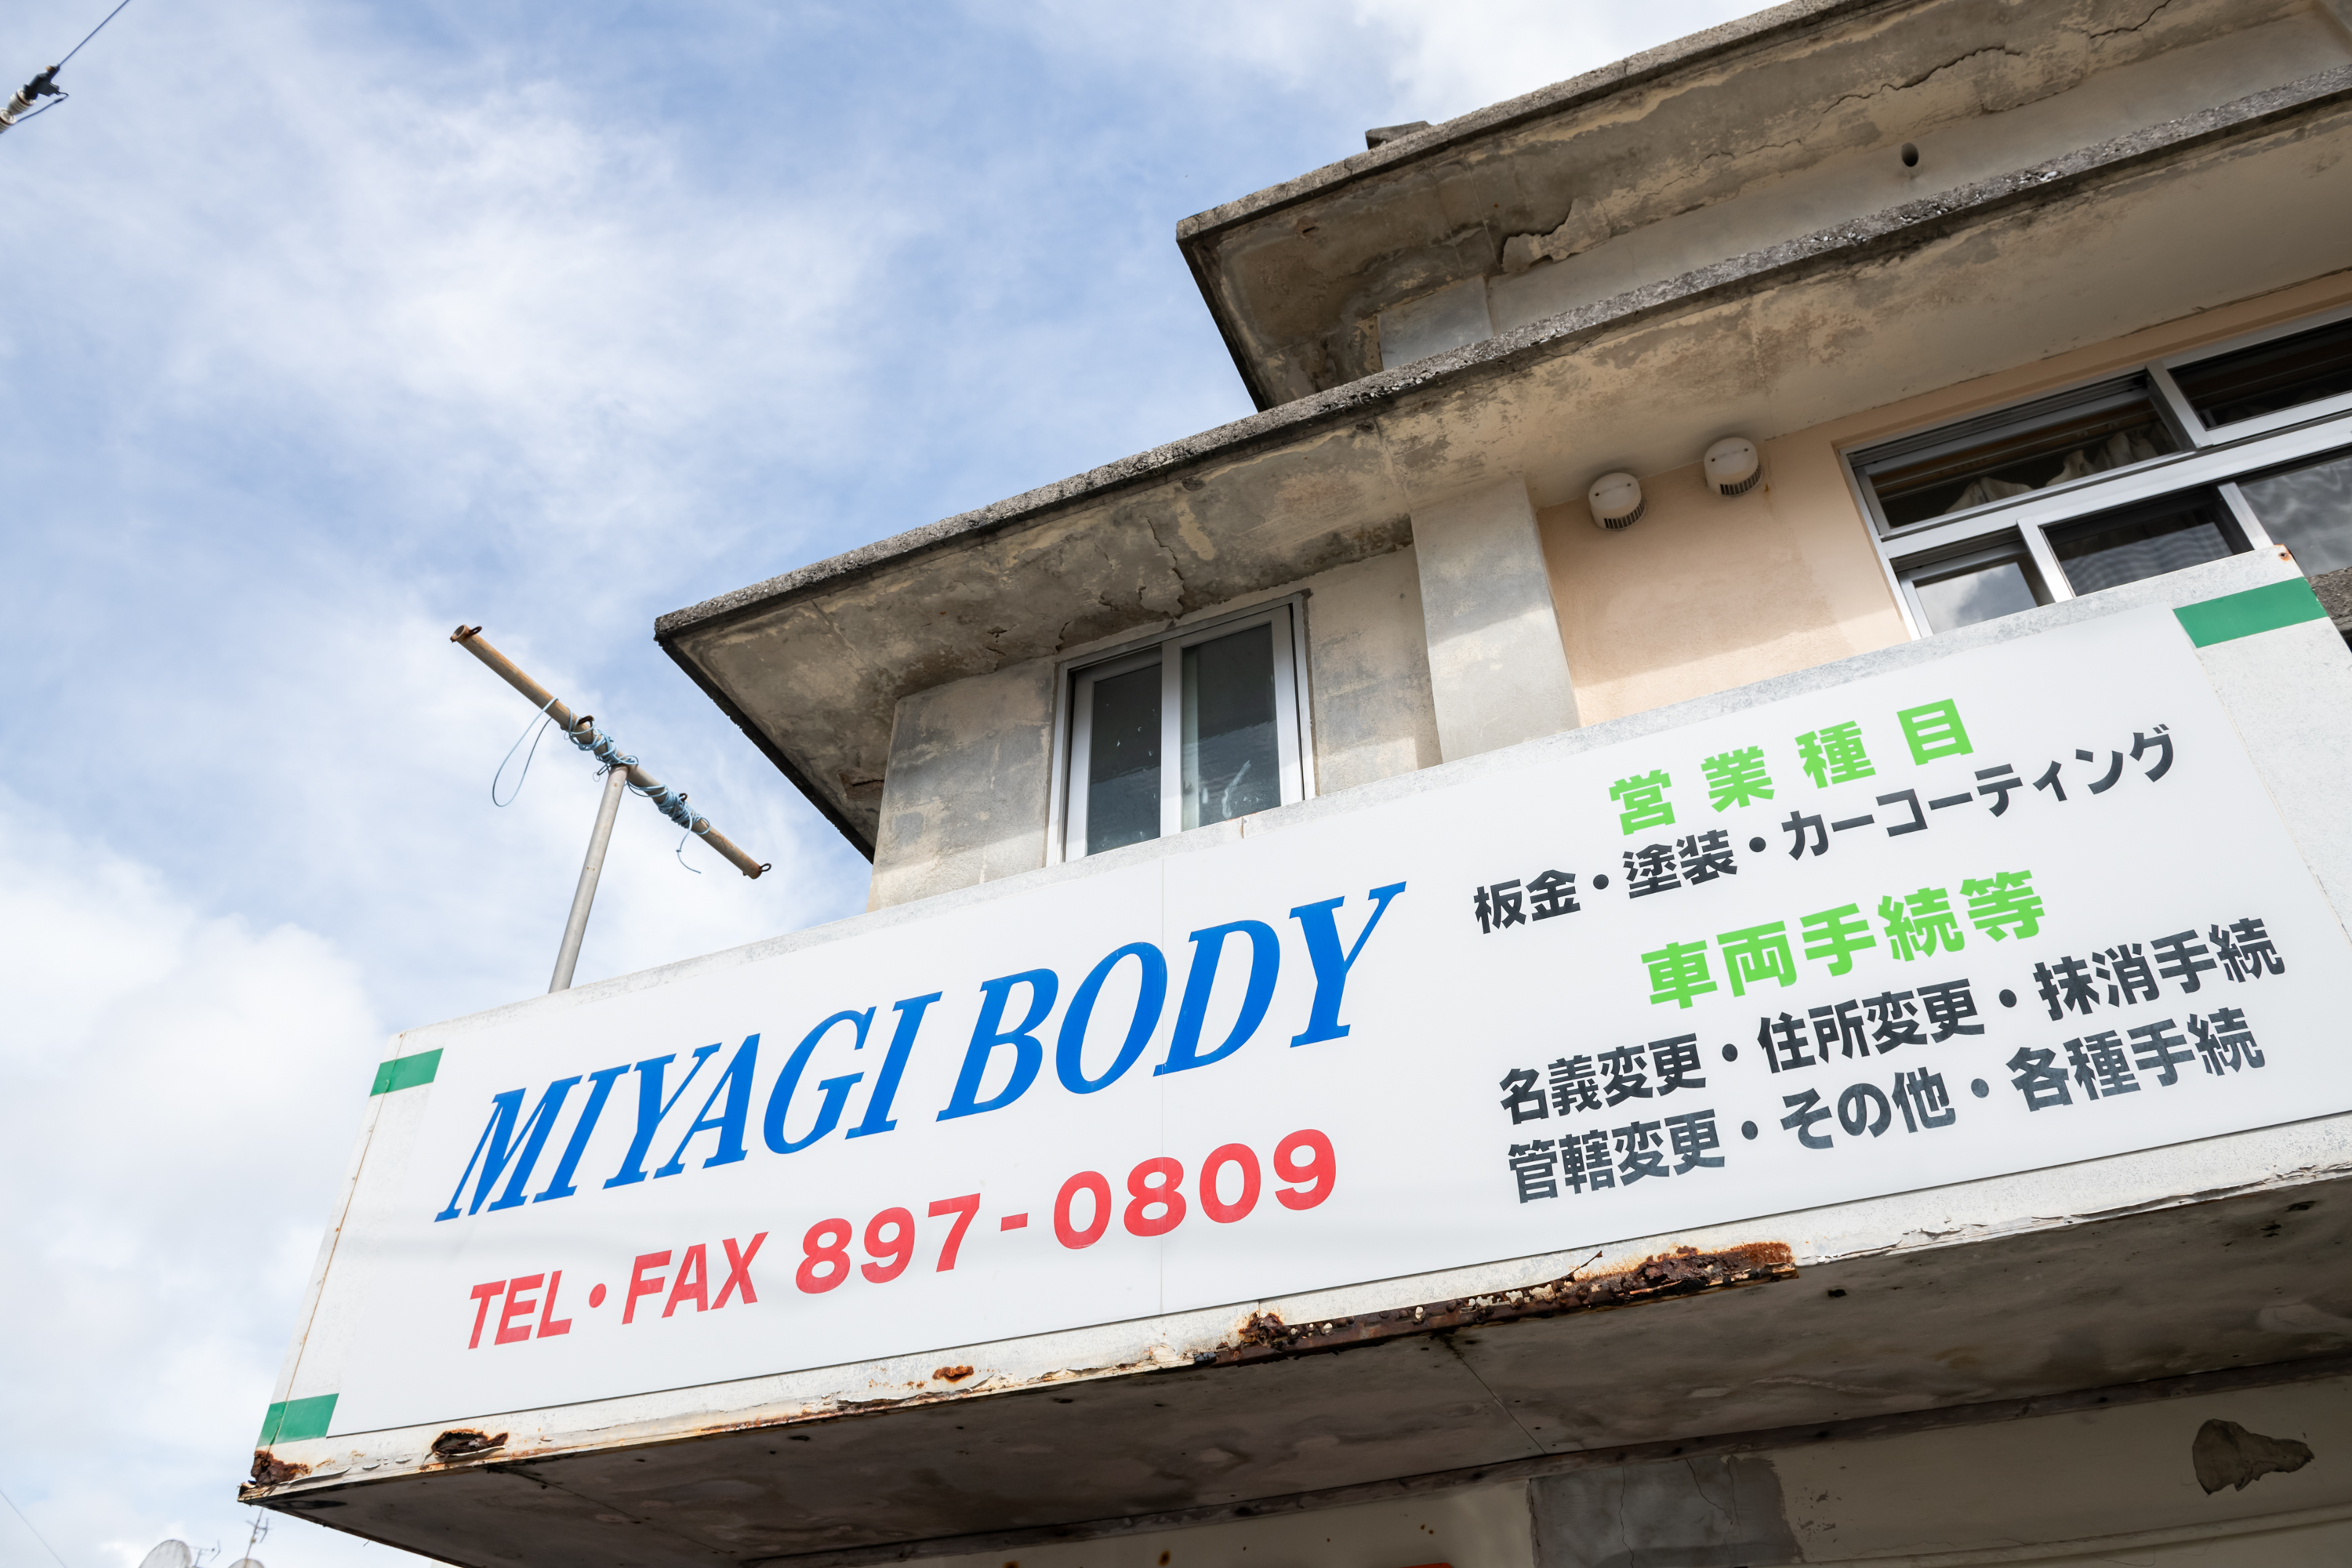 MIYAGI BODY
TEL・FAX 897-0809
営業種目
板金・塗装・カーコーティング
車両手続等
名義変更・住所変更・抹消手続
管轄変更・その他・各種手続